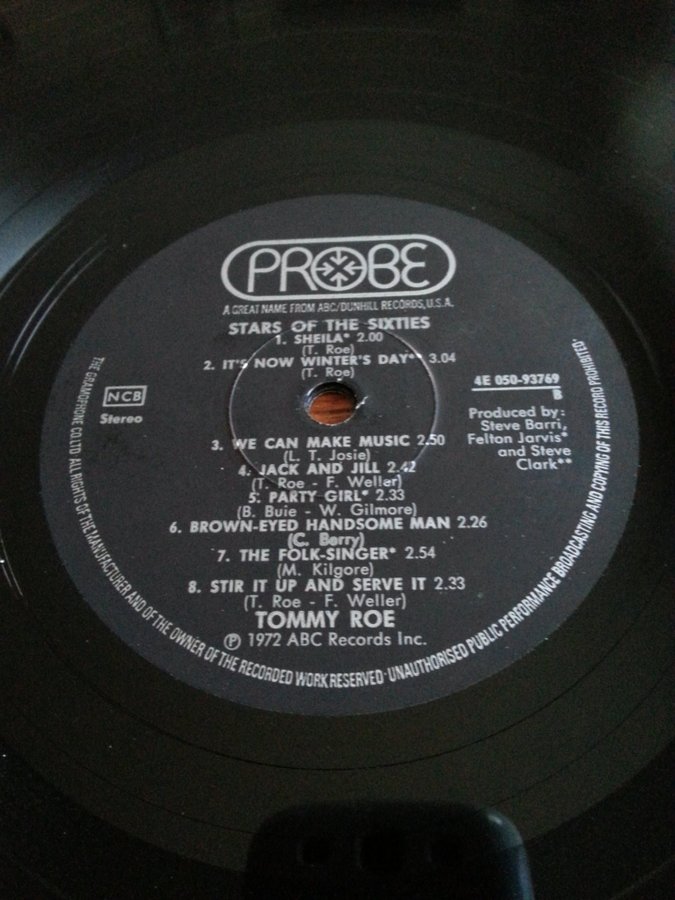 PROBE
A GREAT NAME FROM ABC/DUNHILL RECORDS, U.S.A.
STARS OF THE SIXTIES
1. SHEILA* 2.00
(T. Roe)
2. IT'S NOW WINTER'S DAY** 3.04
(T. Roe)
NCB
Stereo
4E 050-93769
B
Produced by:
Steve Barri,
Felton Jarvis*
and Steve
Clark**
3. WE CAN MAKE MUSIC 2.50
(L. T. Josie)
4. JACK AND JILL 2.42
(T. Roe - F. Weller)
5. PARTY GIRL* 2.33
(B. Buie - W. Gilmore)
6. BROWN-EYED HANDSOME MAN 2.26
(C. Berry)
7. THE FOLK-SINGER* 2.54
(M. Kilgore)
8. STIR IT UP AND SERVE IT 2.33
(T. Roe - F. Weller)
TOMMY ROE
℗ 1972 ABC Records Inc.
THE GRAMOPHONE CO. LTD ALL RIGHTS OF THE MANUFACTURER AND OF THE OWNER OF THE RECORDED WORK RESERVED · UNAUTHORISED PUBLIC PERFORMANCE BROADCASTING AND COPYING OF THIS RECORD PROHIBITED